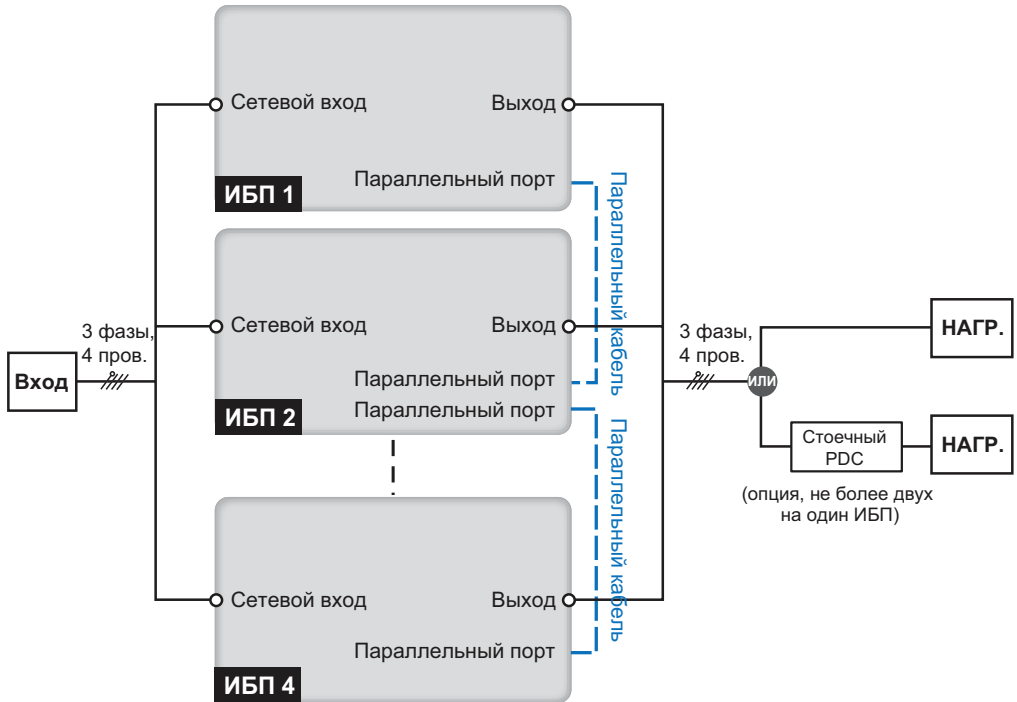 Сетевой вход
Выход
Параллельный порт
ИБП 1
Параллельный кабель
Сетевой вход
Выход
Параллельный порт
Параллельный порт
ИБП 2
Параллельный кабель
Сетевой вход
Выход
Параллельный порт
ИБП 4
3 фазы,
4 пров.
Вход
3 фазы,
4 пров.
ИЛИ
НАГР.
Стоечный
PDC
НАГР.
(опция, не более двух
на один ИБП)